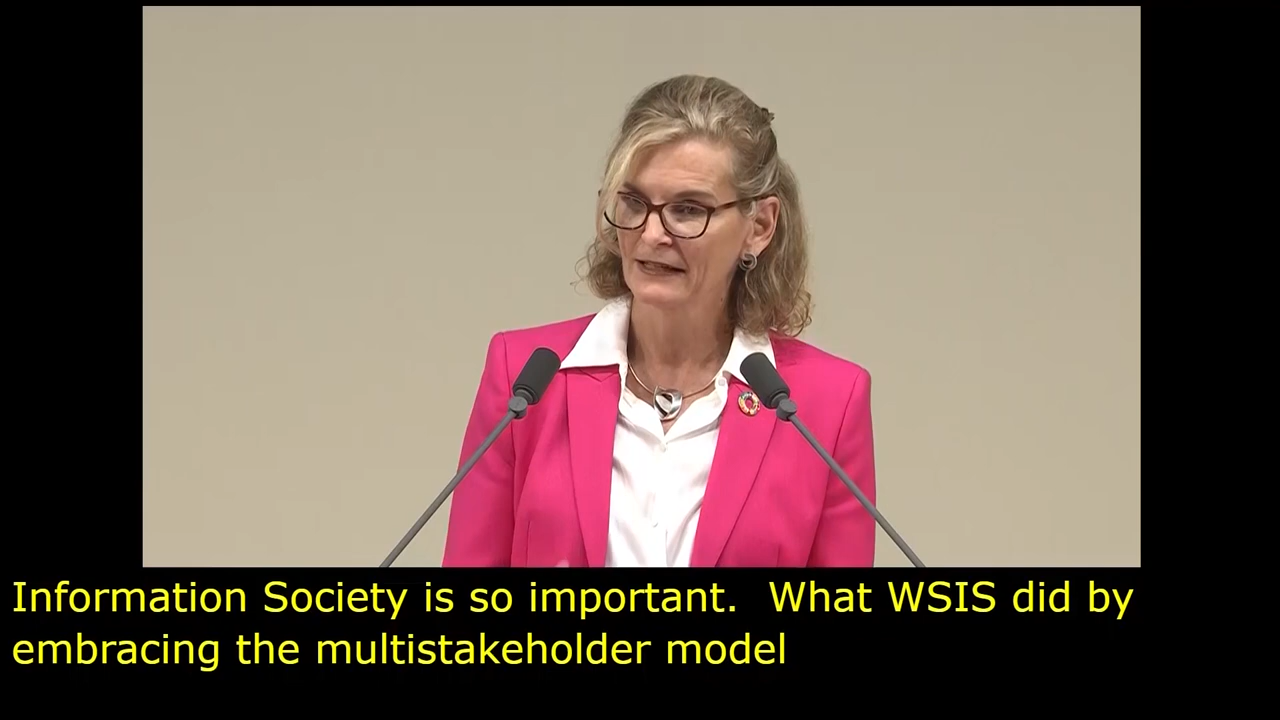 Information Society is so important.  What WSIS did by
embracing the multistakeholder model